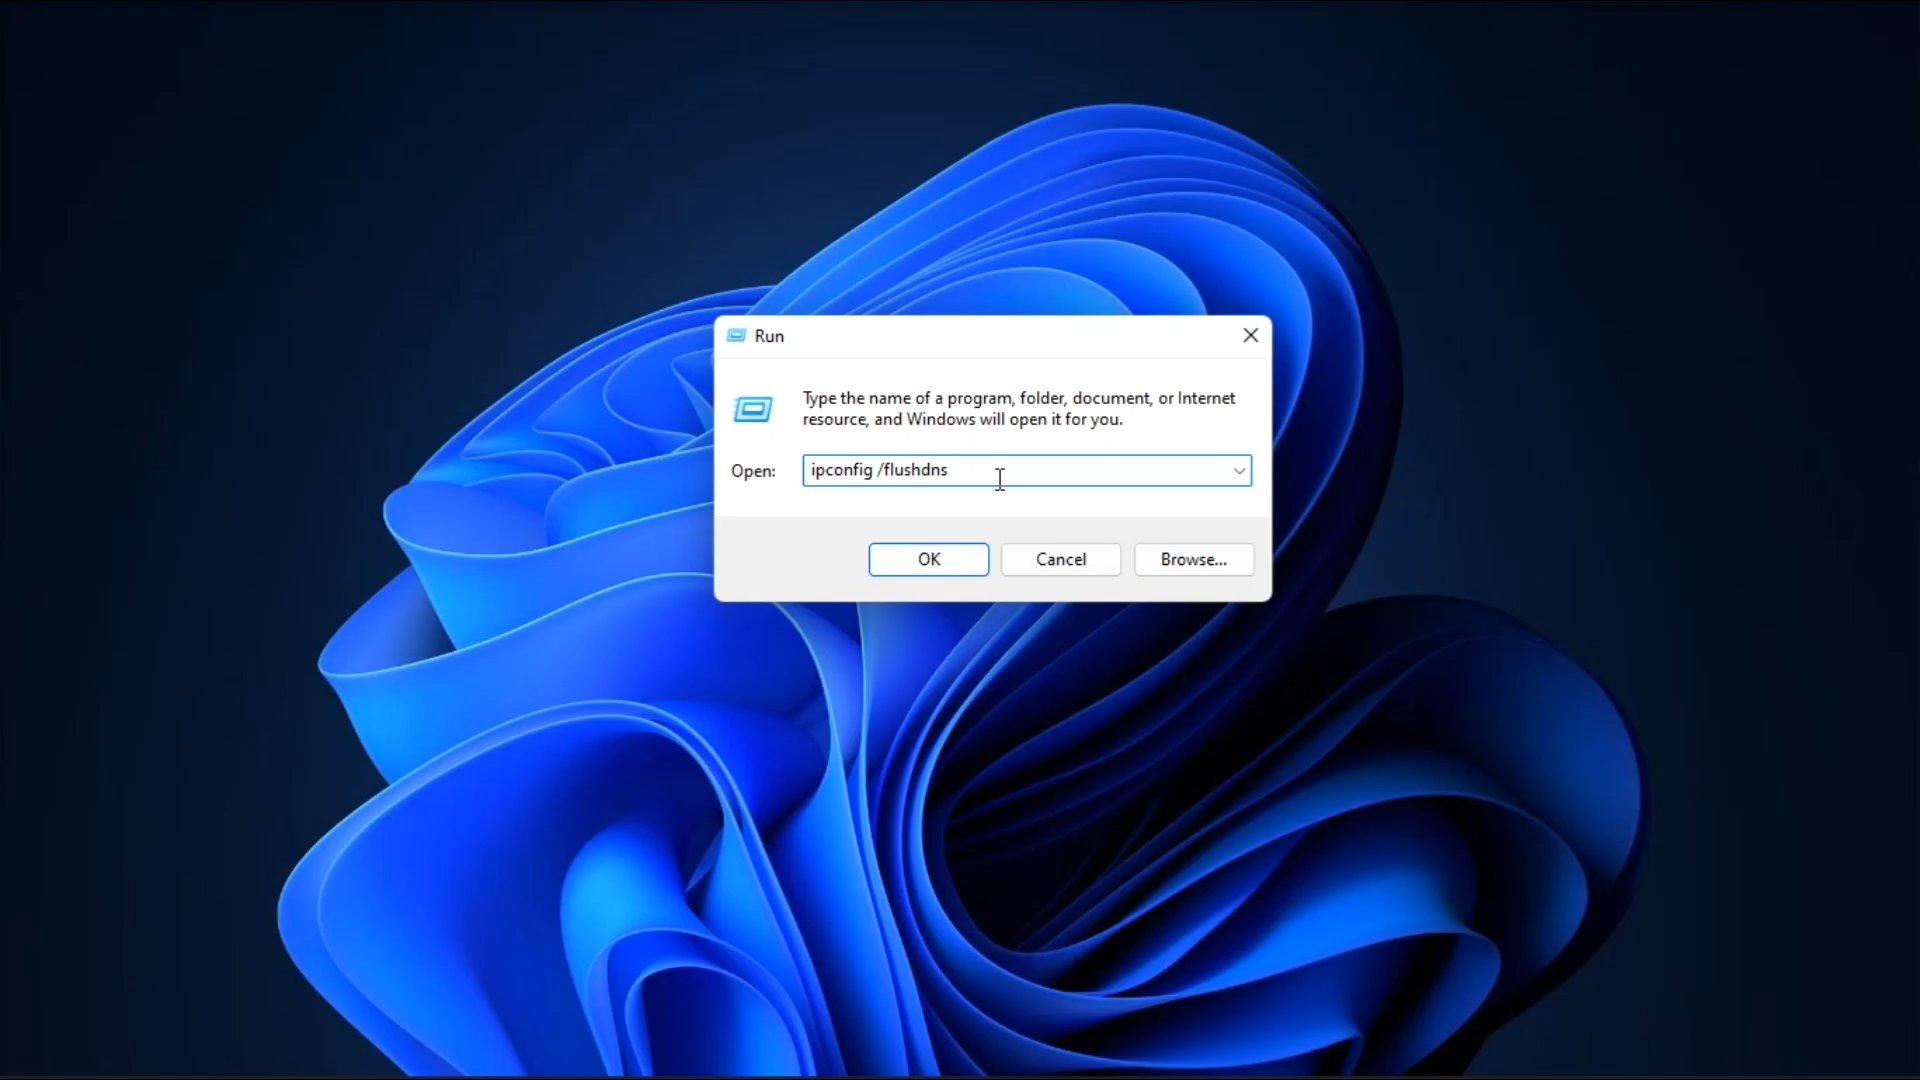 Run
Type the name of a program, folder, document, or Internet
resource, and Windows will open it for you.
Open: ipconfig /flushdns
OK Cancel Browse...